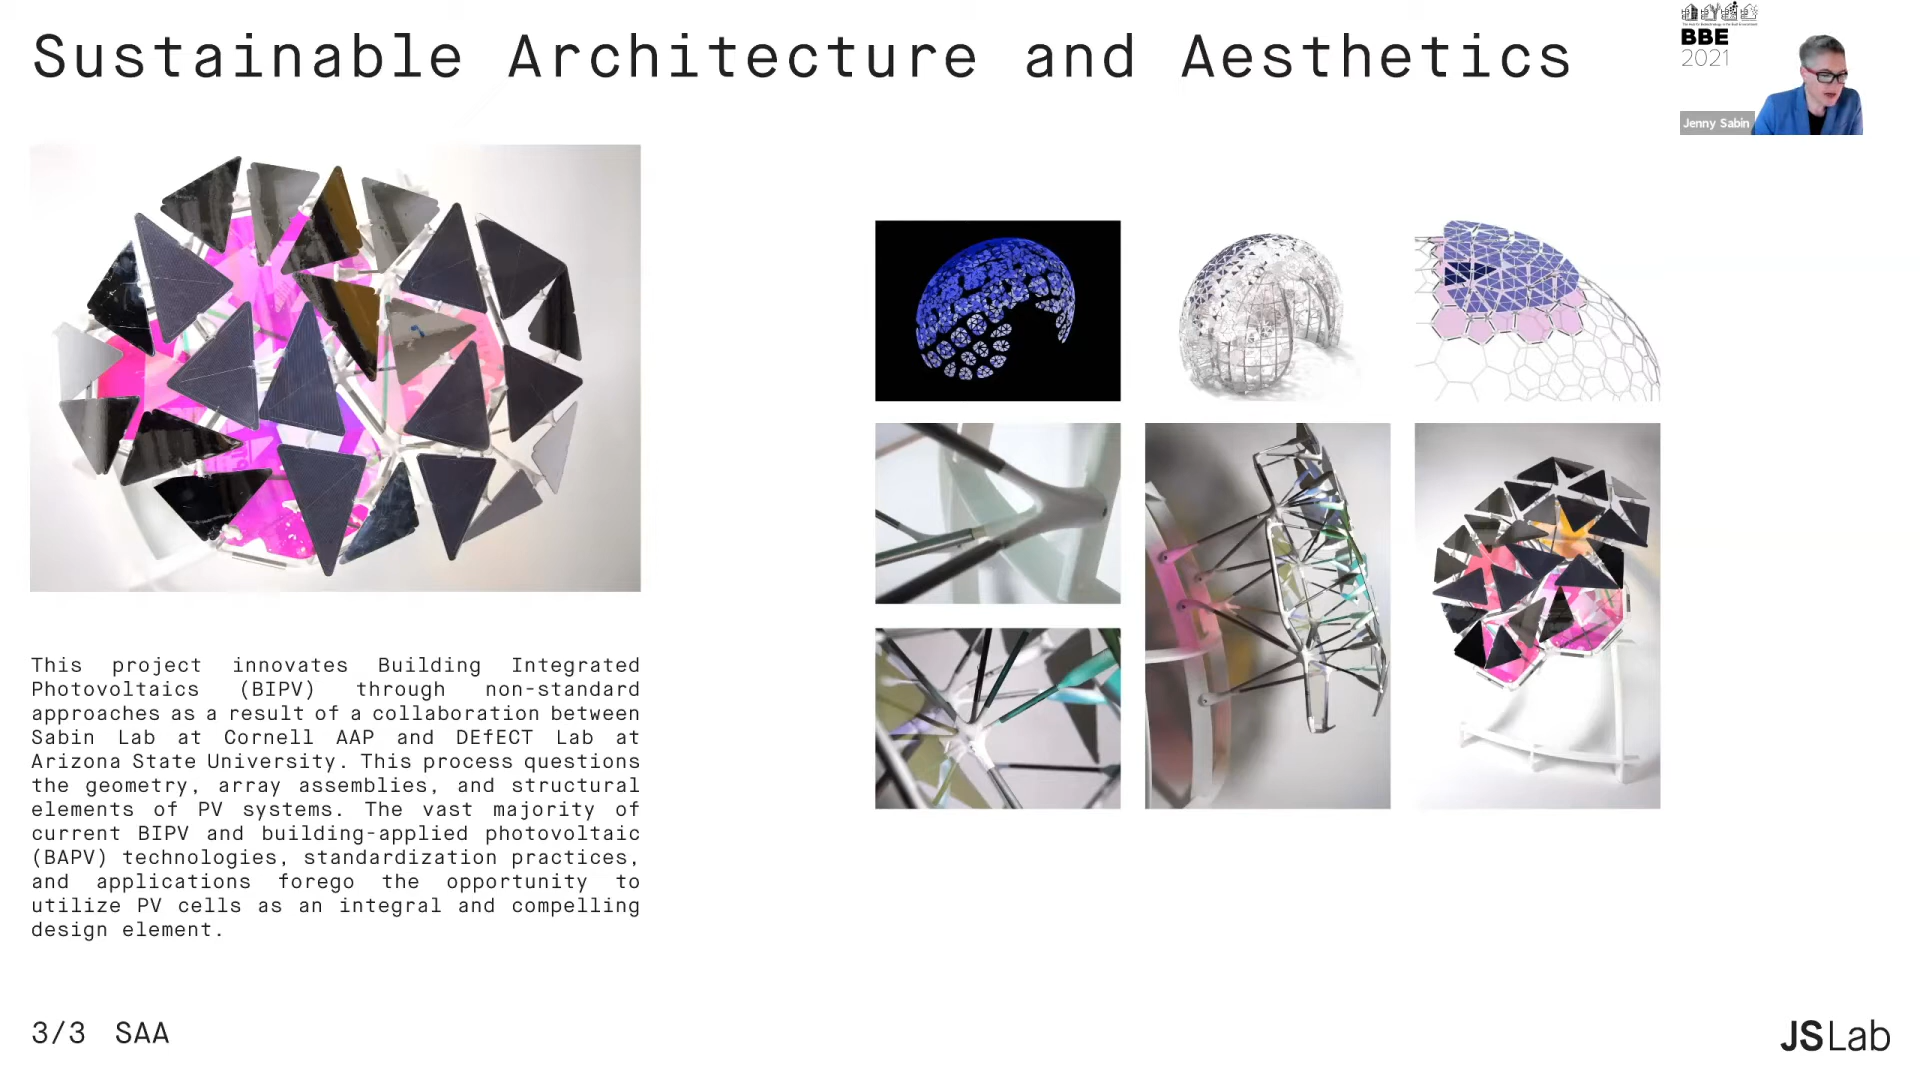 Sustainable Architecture and Aesthetics
BBE
2021
Jenny Sabin
This project innovates Building Integrated
Photovoltaics (BIPV) through non-standard
approaches as a result of a collaboration between
Sabin Lab at Cornell AAP and DEfECT Lab at
Arizona State University. This process questions
the geometry, array assemblies, and structural
elements of PV systems. The vast majority of
current BIPV and building-applied photovoltaic
(BAPV) technologies, standardization practices,
and applications forego the opportunity to
utilize PV cells as an integral and compelling
design element.
3/3 SAA
JSLab